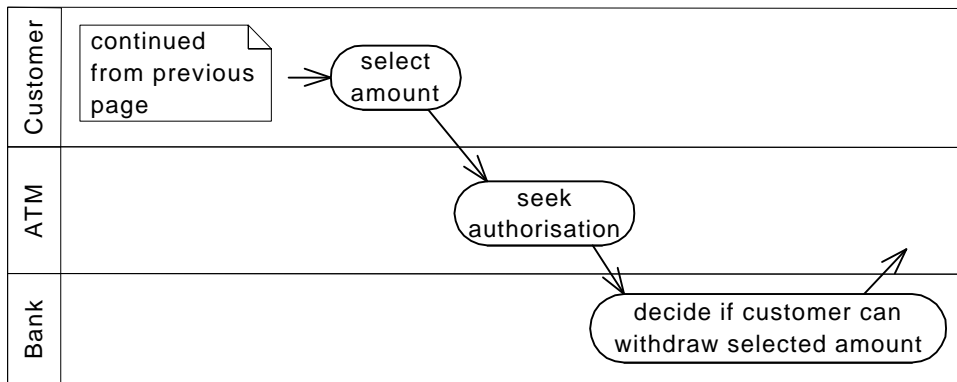 Customer
continued
from previous
page
select
amount
ATM
seek
authorisation
Bank
decide if customer can
withdraw selected amount